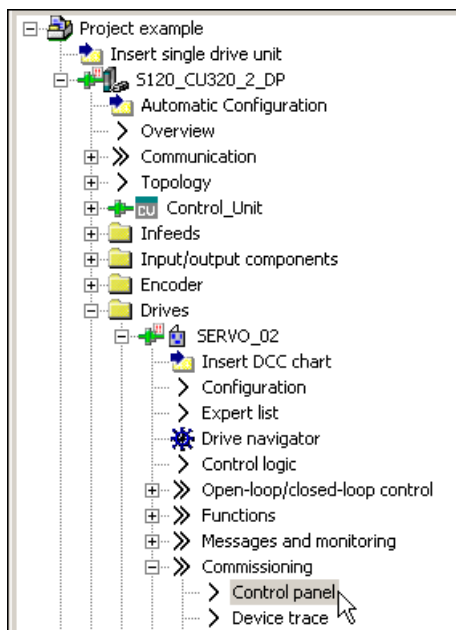 Project example
Insert single drive unit
S120_CU320_2_DP
Automatic Configuration
Overview
Communication
Topology
CU Control_Unit
Infeeds
Input/output components
Encoder
Drives
SERVO_02
Insert DCC chart
Configuration
Expert list
Drive navigator
Control logic
Open-loop/closed-loop control
Functions
Messages and monitoring
Commissioning
Control panel
Device trace